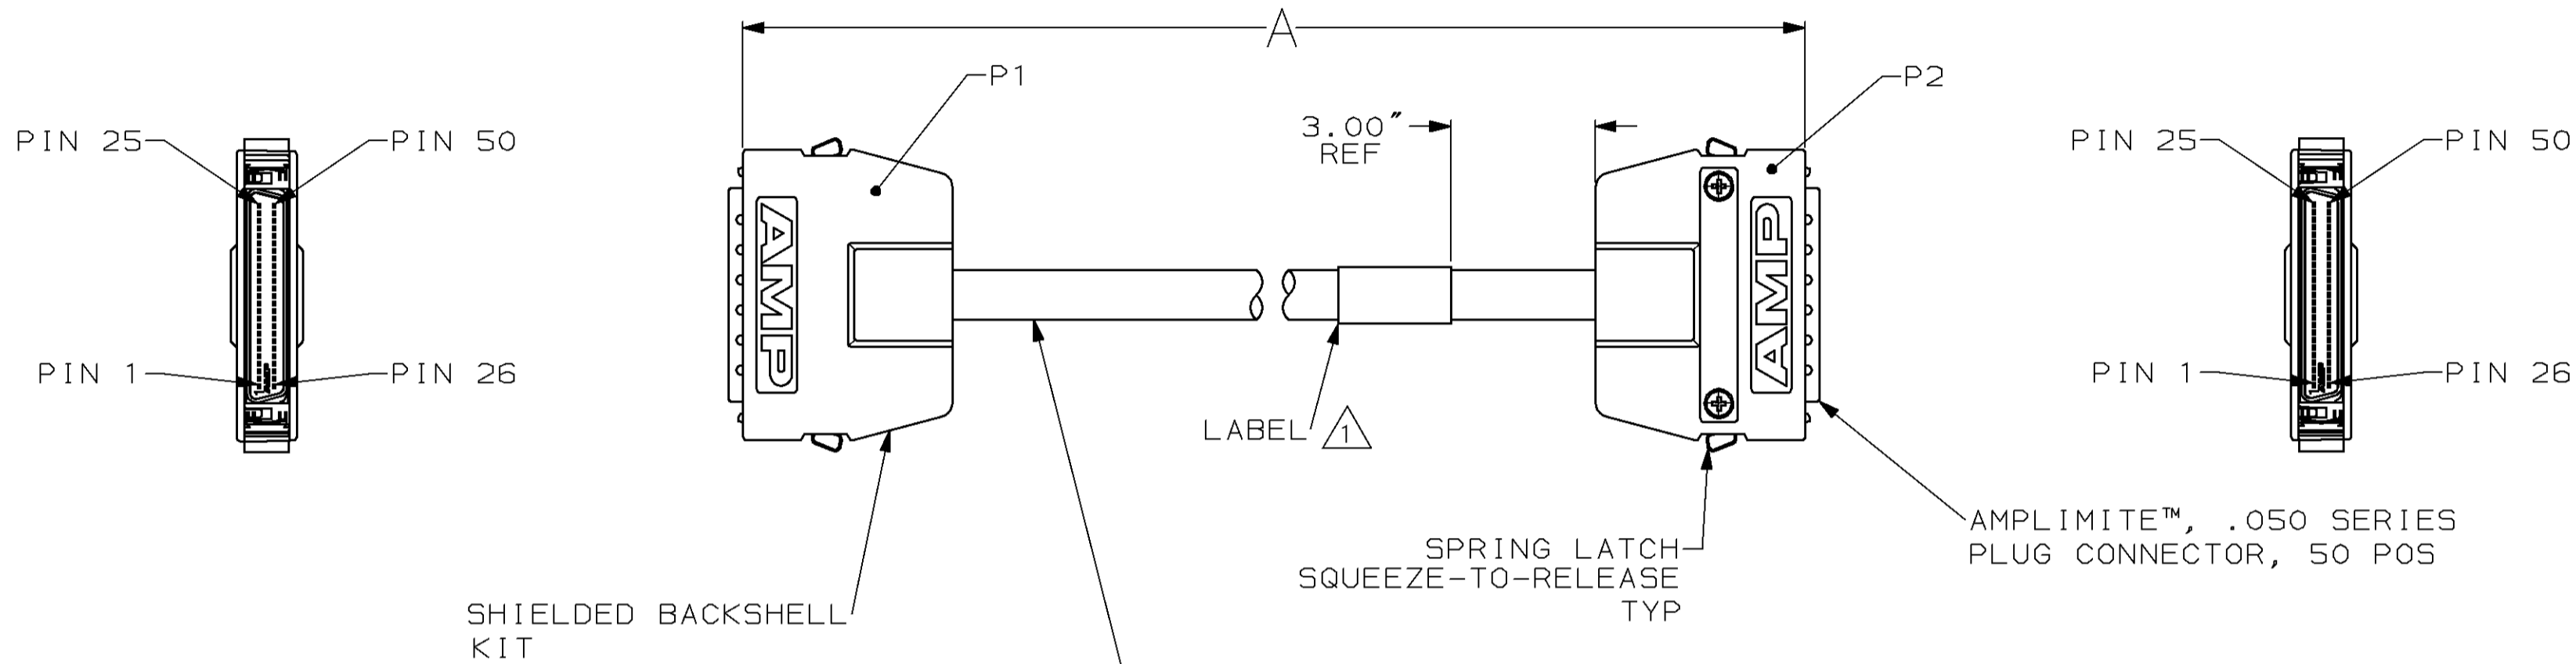 A
P1
P2
3.00"
REF
PIN 25
PIN 50
PIN 25
PIN 50
AMP
AMP
PIN 1
PIN 26
PIN 1
PIN 26
LABEL 1
AMPLIMITE™, .050 SERIES
PLUG CONNECTOR, 50 POS
SPRING LATCH
SQUEEZE-TO-RELEASE
TYP
SHIELDED BACKSHELL
KIT